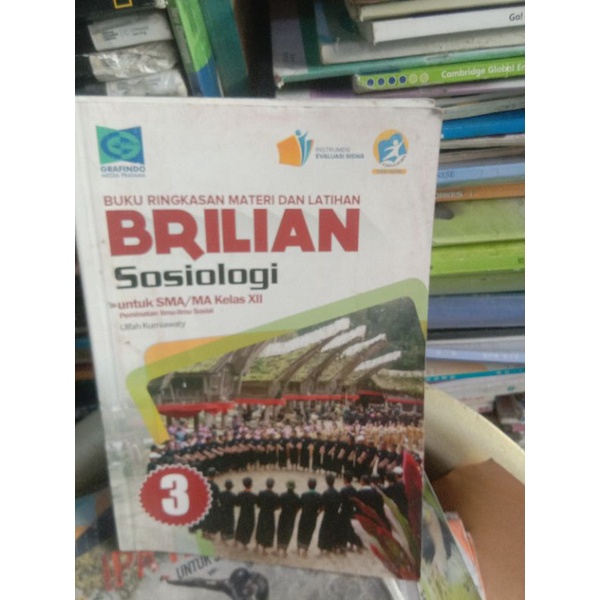 Gol
Cambridge Global En
GRAFINDO
MEDIA PRATAMA
INSTRUMEN
EVALUASI SISWA
BUKU RINGKASAN MATERI DAN LATIHAN
BRILIAN
Sosiologi
untuk SMA/MA Kelas XII
Peminatan Ilmu-Ilmu Sosial
Ulfah Kurniawaty
3
UNTUK